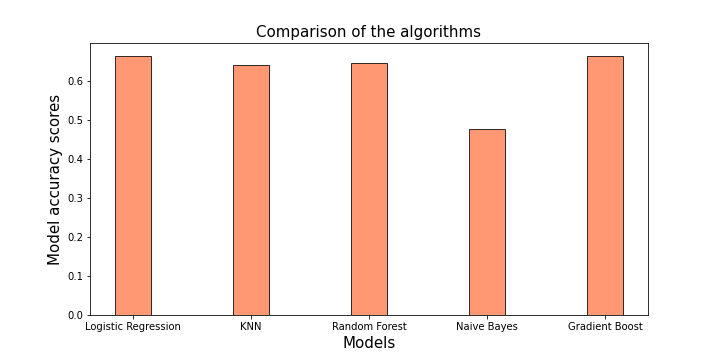 Comparison of the algorithms
Model accuracy scores
0.6
0.5
0.4
0.3
0.2
0.1
0.0
Logistic Regression KNN Random Forest Naive Bayes Gradient Boost
Models